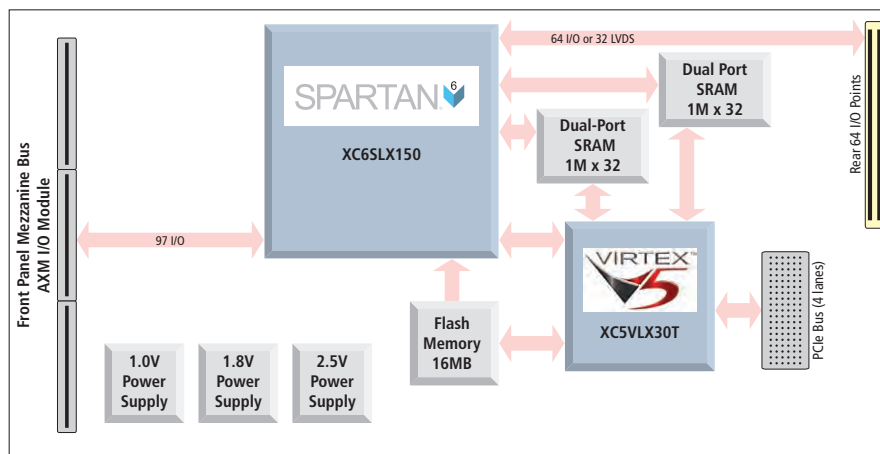 Front Panel Mezzanine Bus
AXM I/O Module
97 I/O
SPARTAN
6
XC6SLX150
64 I/O or 32 LVDS
Dual Port
SRAM
1M x 32
Dual-Port
SRAM
1M x 32
Rear 64 I/O Points
VIRTEX™
5
XC5VLX30T
PCIe Bus (4 lanes)
Flash
Memory
16MB
1.0V
Power
Supply
1.8V
Power
Supply
2.5V
Power
Supply